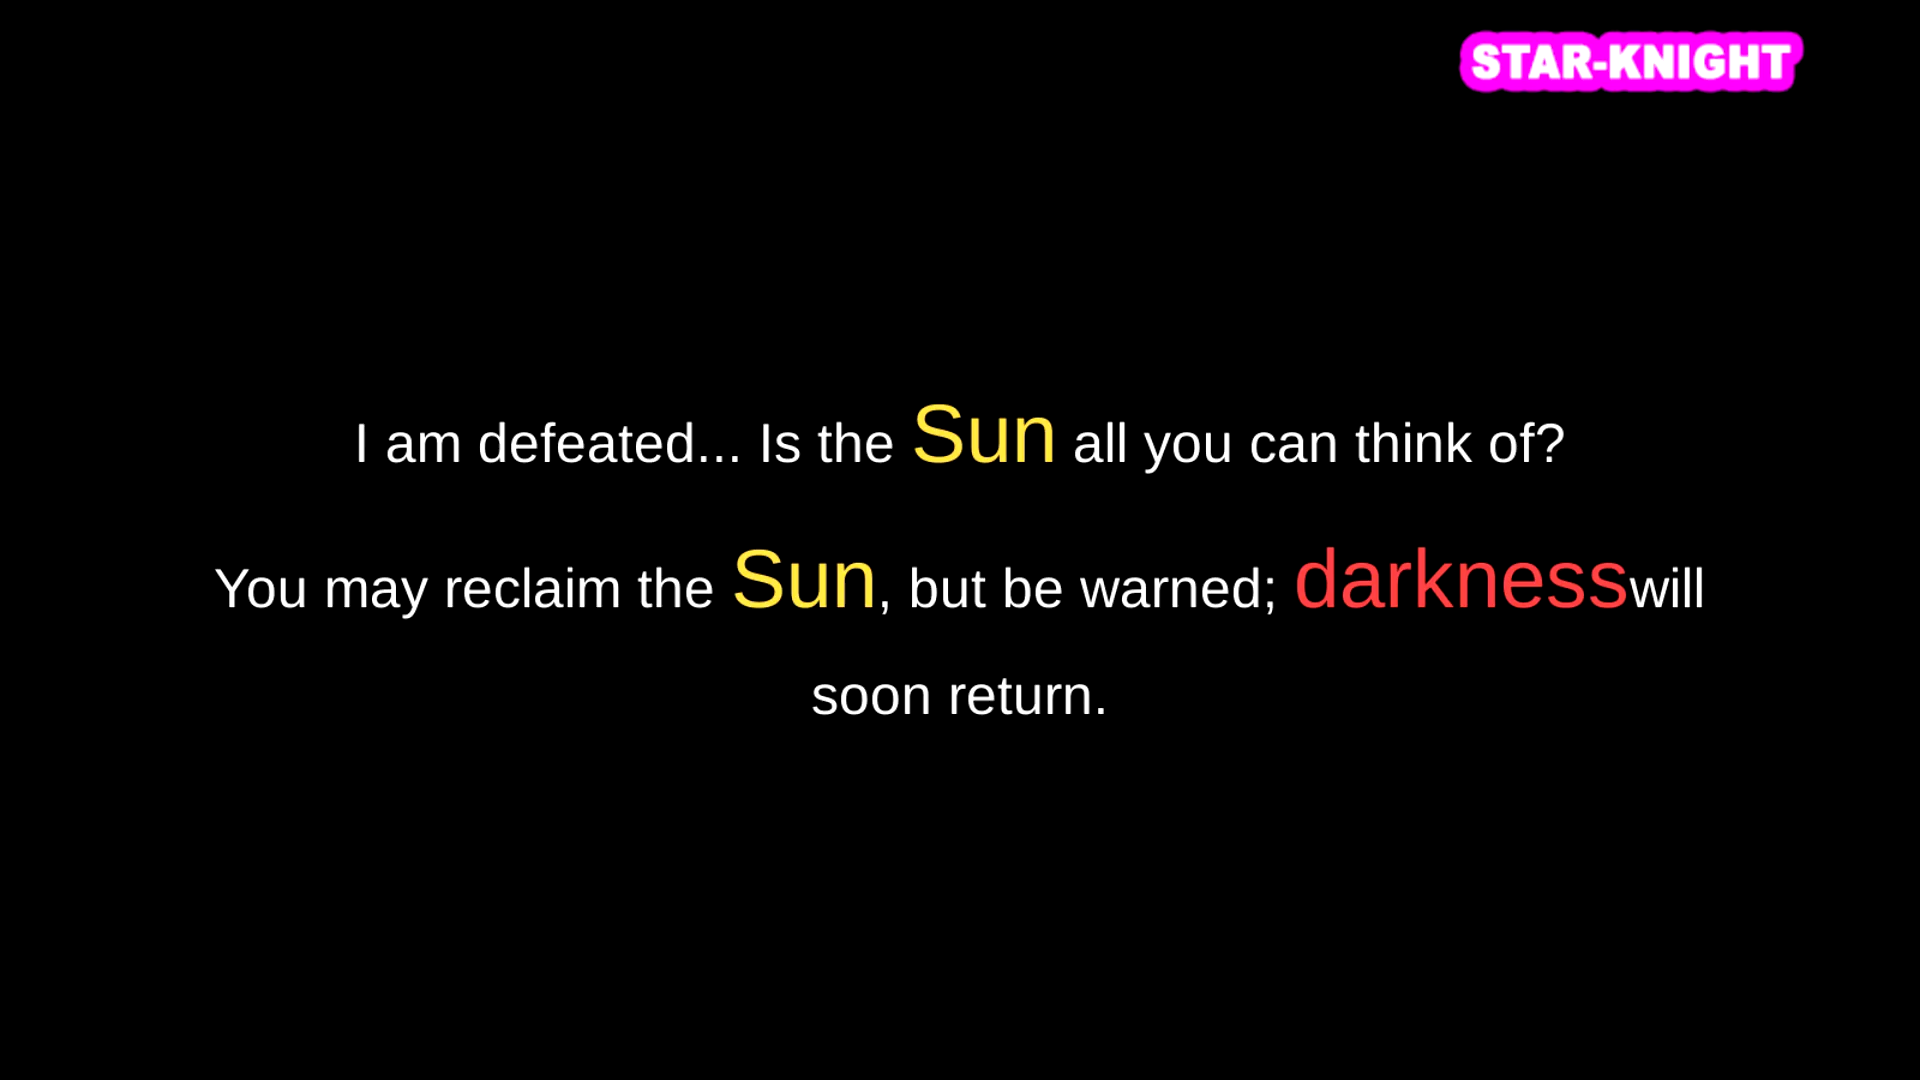 STAR-KNIGHT
I am defeated... Is the Sun all you can think of?
You may reclaim the Sun, but be warned; darknesswill
soon return.